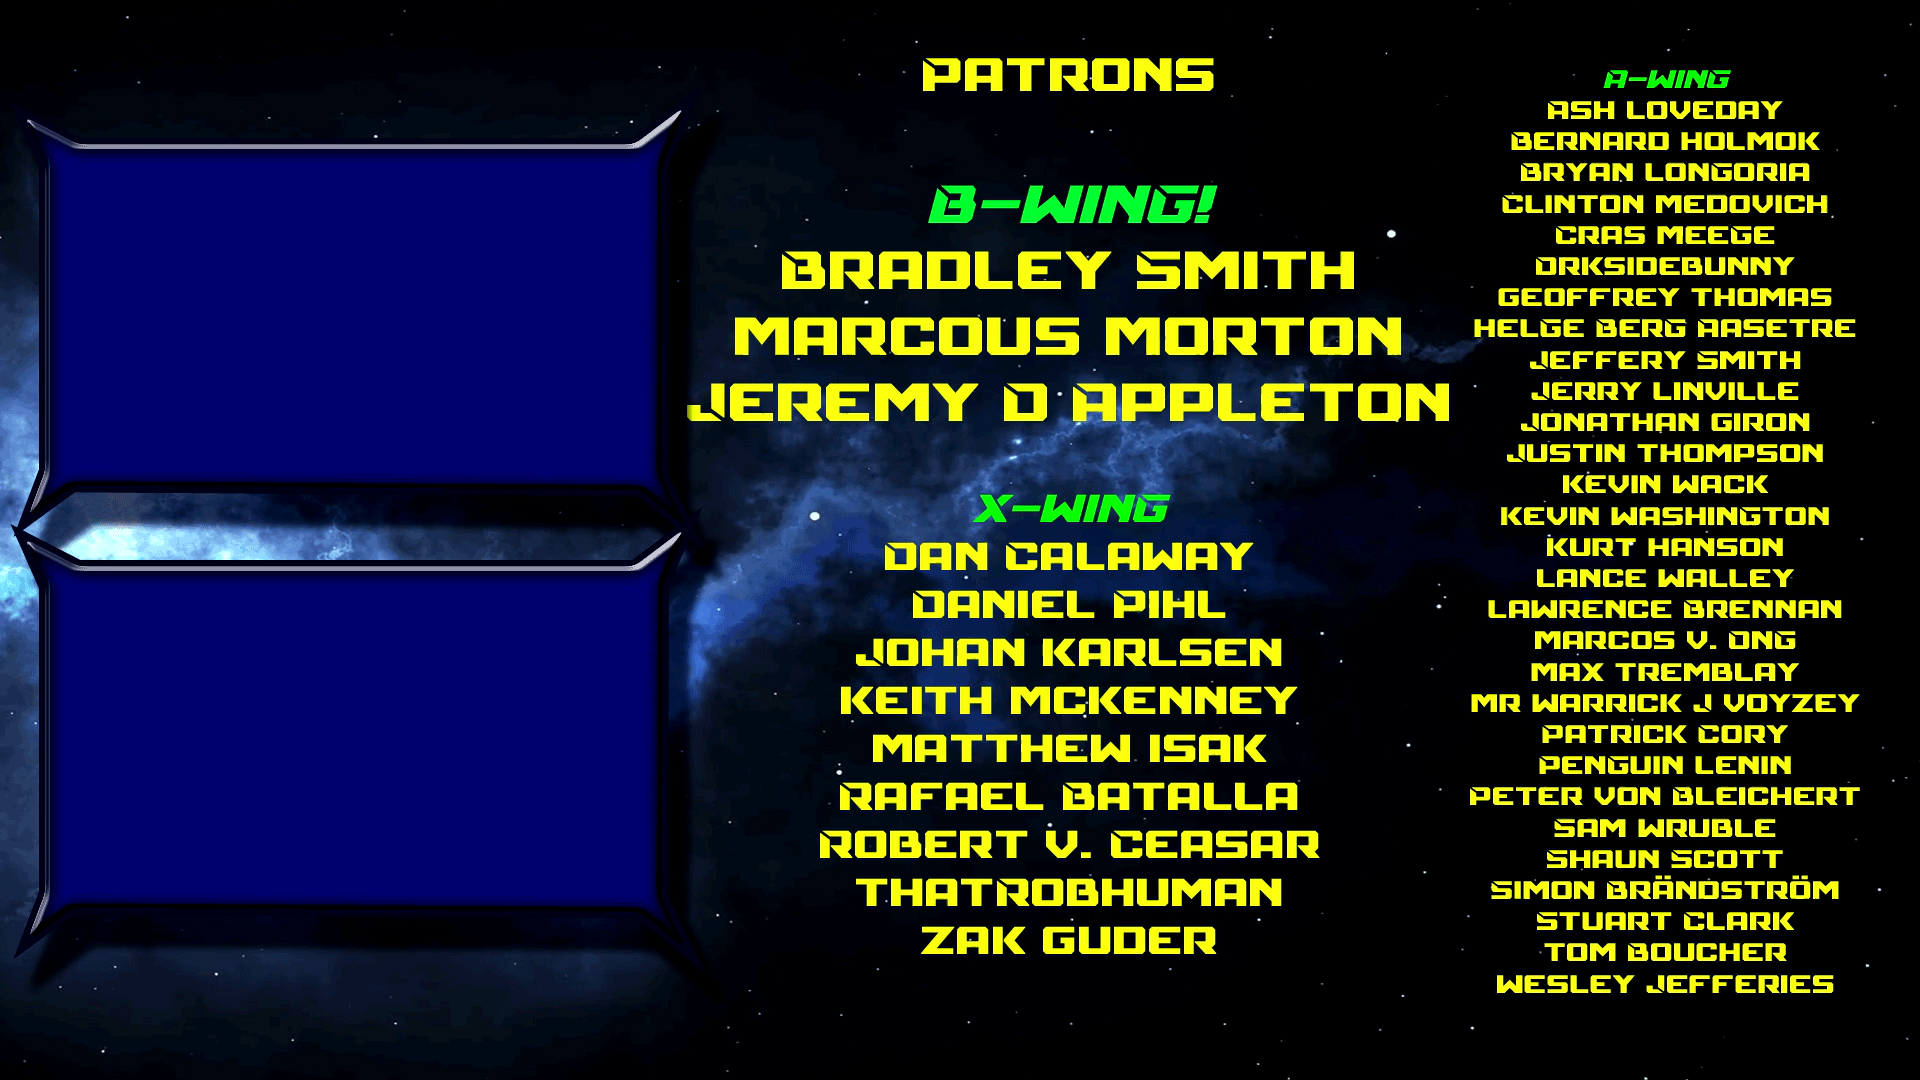 PATRONS
B-WING!
BRADLEY SMITH
MARCOUS MORTON
JEREMY D APPLETON
X-WING
DAN CALAWAY
DANIEL PIHL
JOHAN KARLSEN
KEITH MCKENNEY
MATTHEW ISAK
RAFAEL BATALLA
ROBERT V. CEASAR
THATROBHUMAN
ZAK GUDER
A-WING
ASH LOVEDAY
BERNARD HOLMOK
BRYAN LONGORIA
CLINTON MEDOVICH
CRAS MEEGE
DRKSIDEBUNNY
GEOFFREY THOMAS
HELGE BERG AASETRE
JEFFERY SMITH
JERRY LINVILLE
JONATHAN GIRON
JUSTIN THOMPSON
KEVIN WACK
KEVIN WASHINGTON
KURT HANSON
LANCE WALLEY
LAWRENCE BRENNAN
MARCOS V. ONG
MAX TREMBLAY
MR WARRICK J VOYZEY
PATRICK CORY
PENGUIN LENIN
PETER VON BLEICHERT
SAM WRUBLE
SHAUN SCOTT
SIMON BRÄNDSTRÖM
STUART CLARK
TOM BOUCHER
WESLEY JEFFERIES